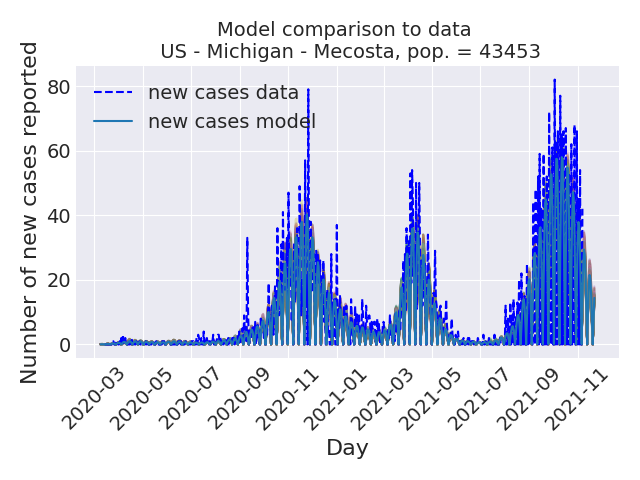 Model comparison to data
US - Michigan - Mecosta, pop. = 43453
Number of new cases reported
80
60
40
20
0
new cases data
new cases model
2020-03
2020-05
2020-07
2020-09
2020-11
2021-01
2021-03
2021-05
2021-07
2021-09
2021-11
Day